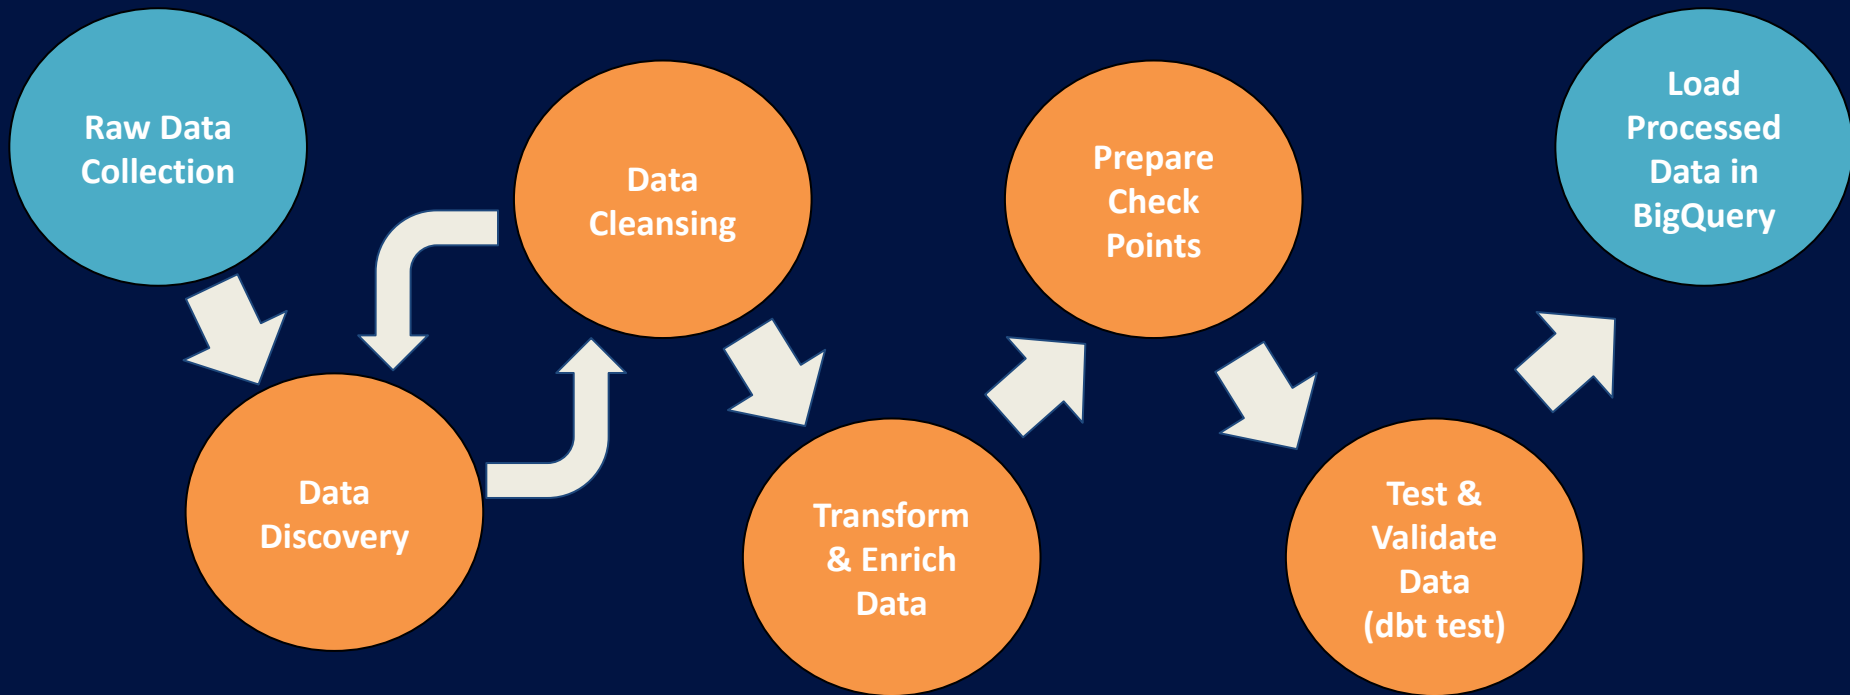 Raw Data
Collection
Data
Discovery
Data
Cleansing
Transform
& Enrich
Data
Prepare
Check
Points
Test &
Validate
Data
(dbt test)
Load
Processed
Data in
BigQuery